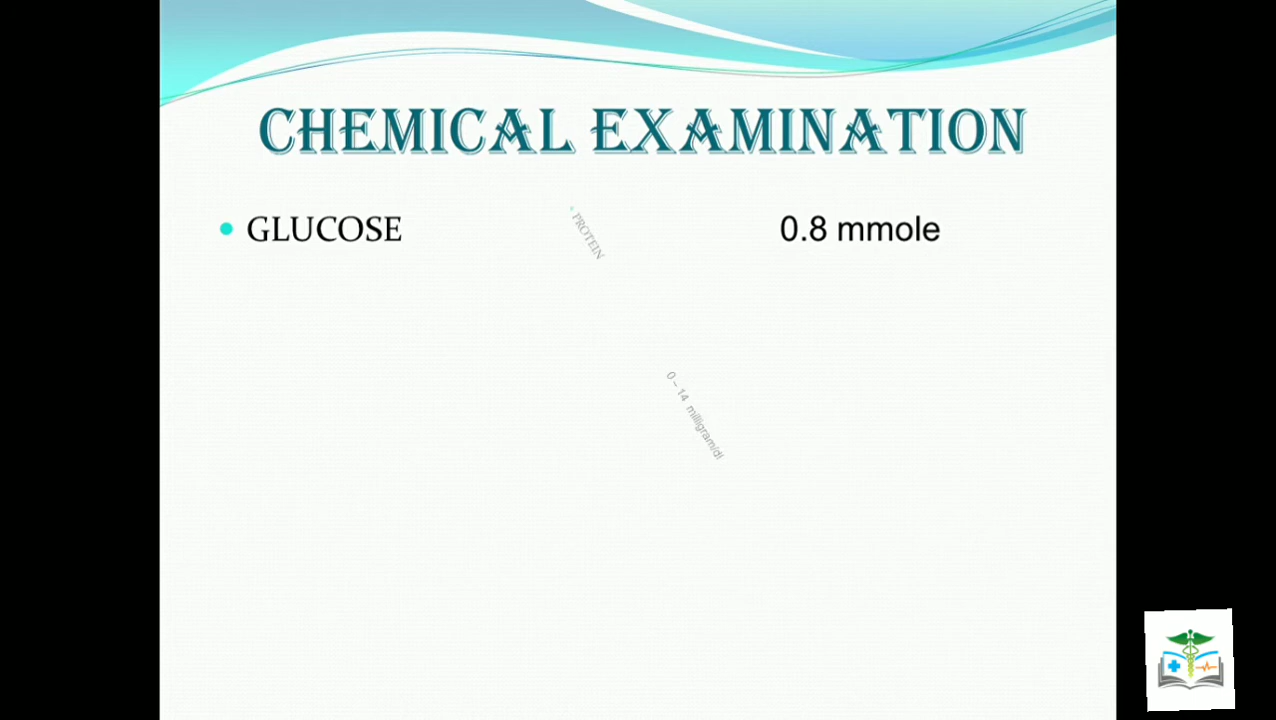 CHEMICAL EXAMINATION
• GLUCOSE 0.8 mmole
• PROTEIN 0 – 14 milligram/dl